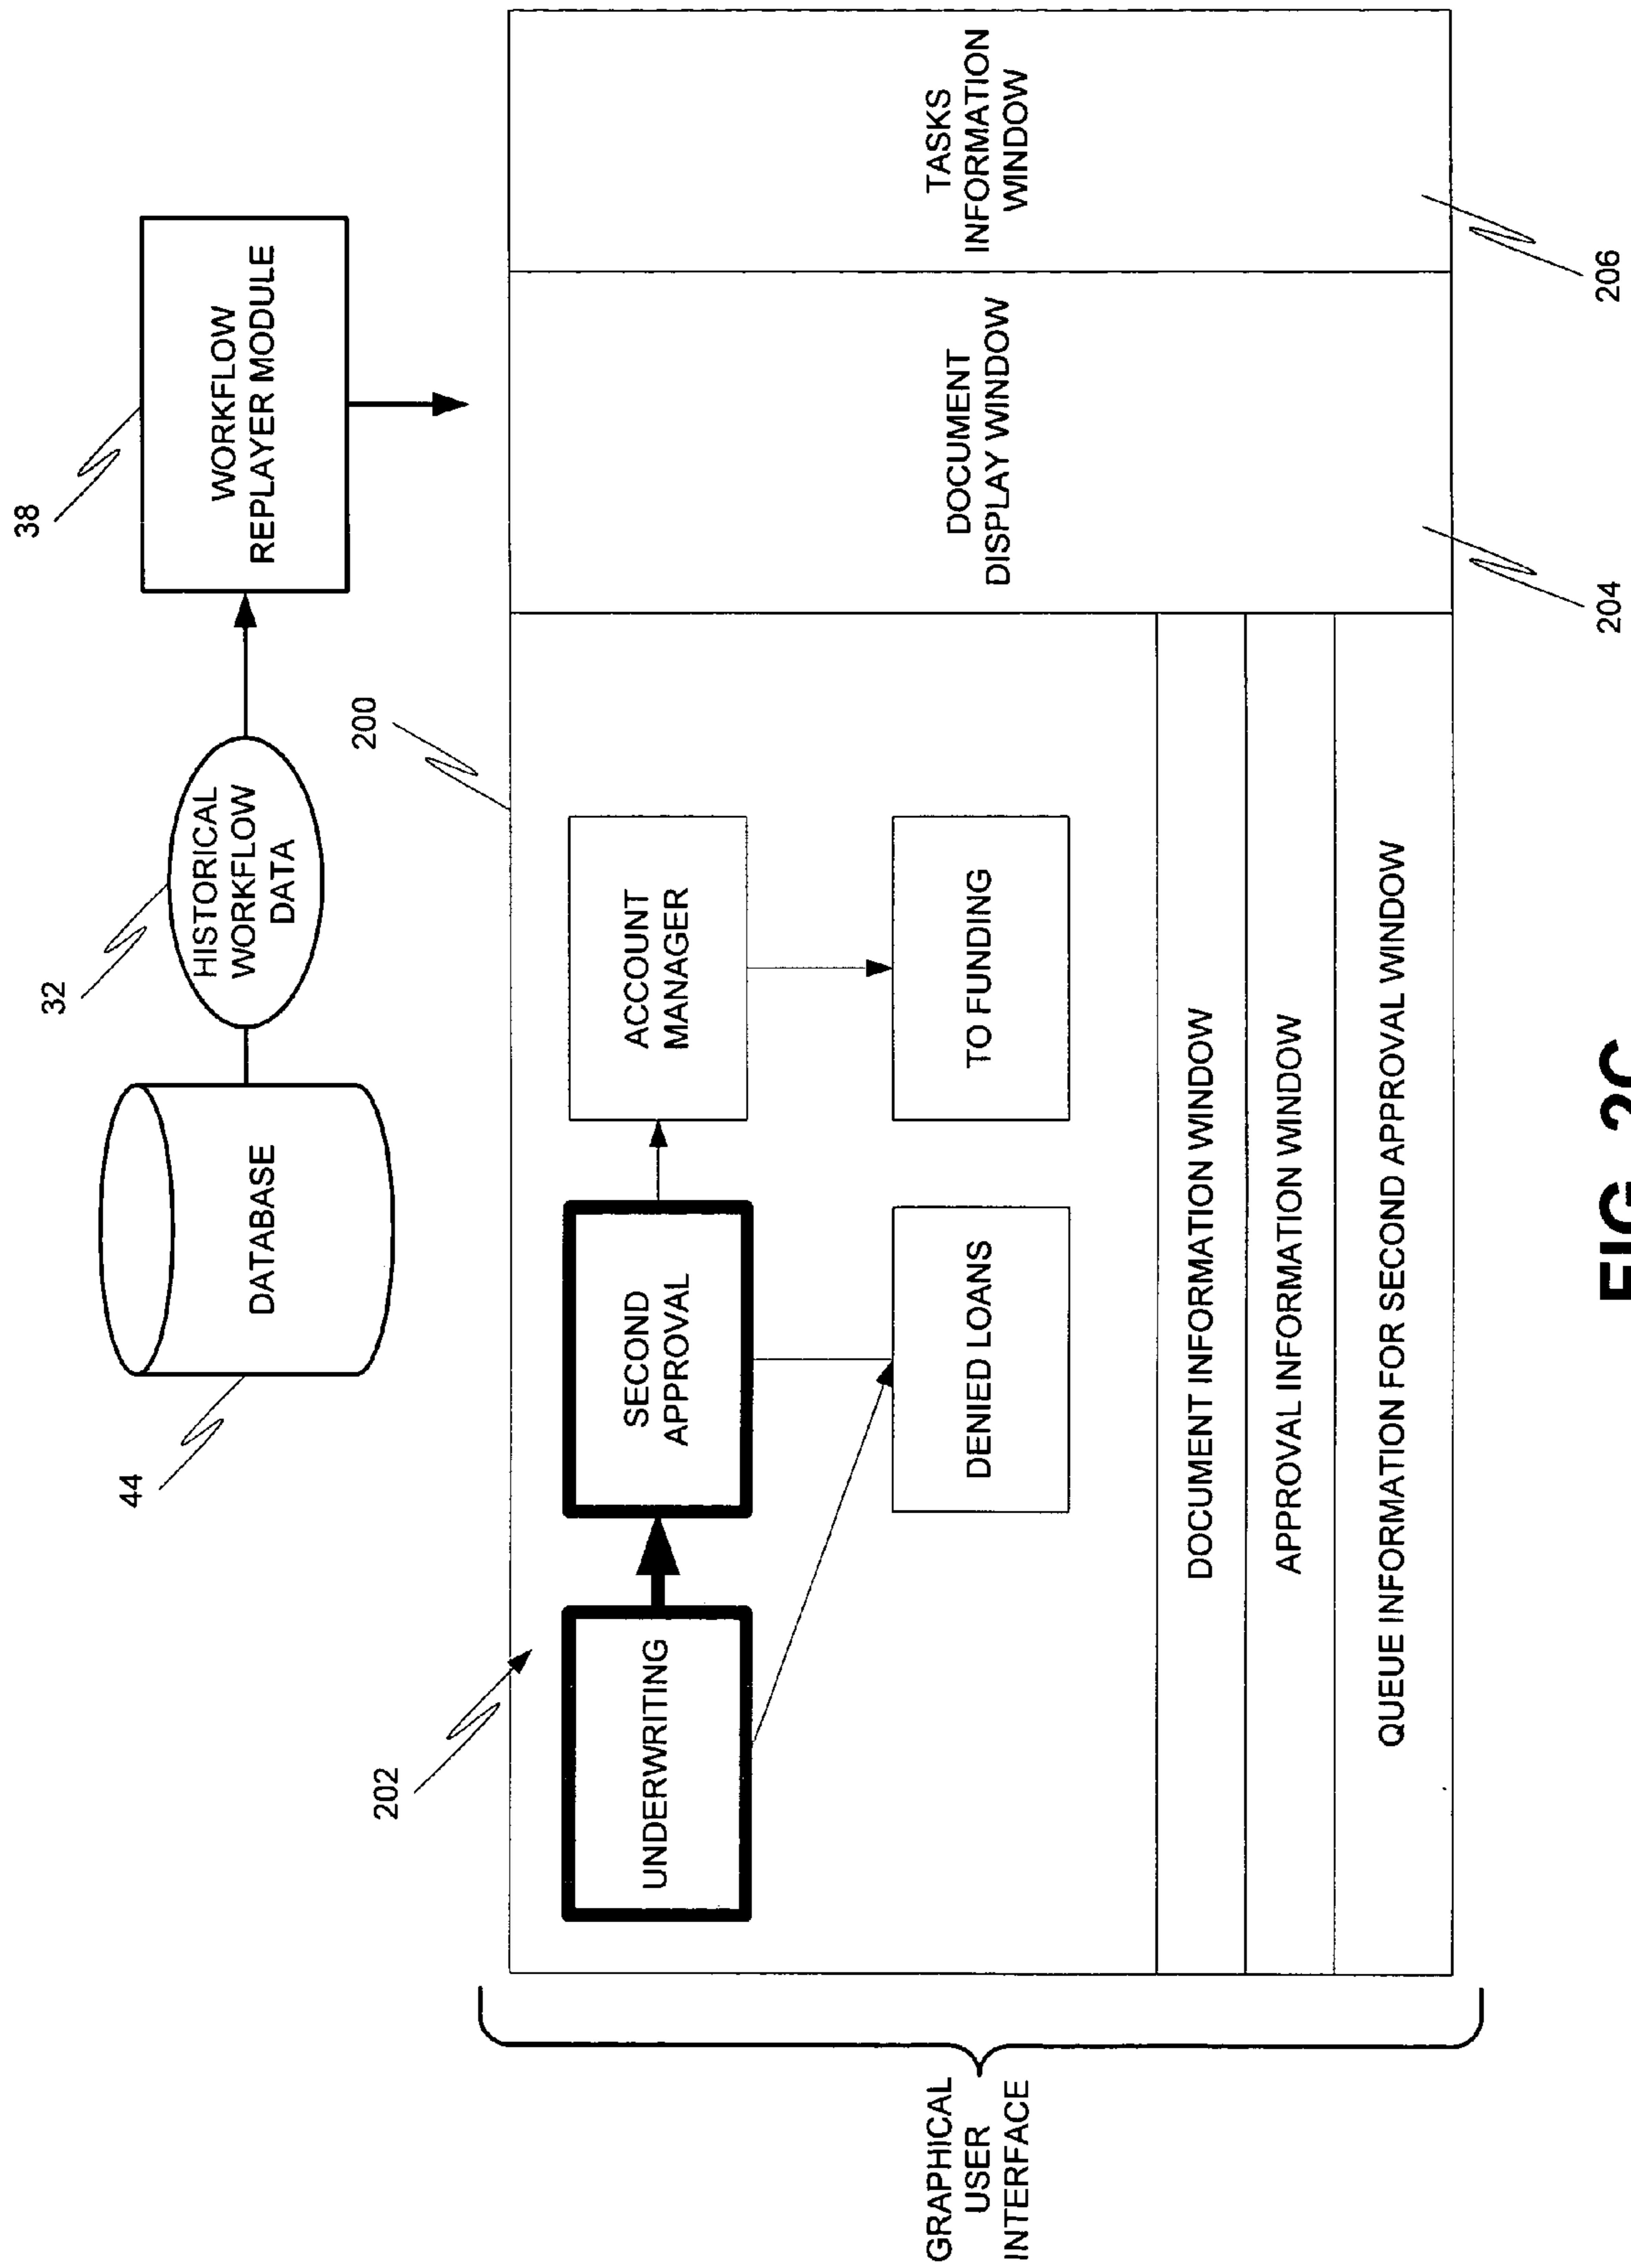 44
DATABASE
32
HISTORICAL
WORKFLOW
DATA
38
WORKFLOW
REPLAYER MODULE
202
200
GRAPHICAL
USER
INTERFACE
UNDERWRITING
SECOND
APPROVAL
ACCOUNT
MANAGER
DENIED LOANS
TO FUNDING
DOCUMENT
DISPLAY WINDOW
TASKS
INFORMATION
WINDOW
DOCUMENT INFORMATION WINDOW
APPROVAL INFORMATION WINDOW
QUEUE INFORMATION FOR SECOND APPROVAL WINDOW
204
206
FIG. 2C